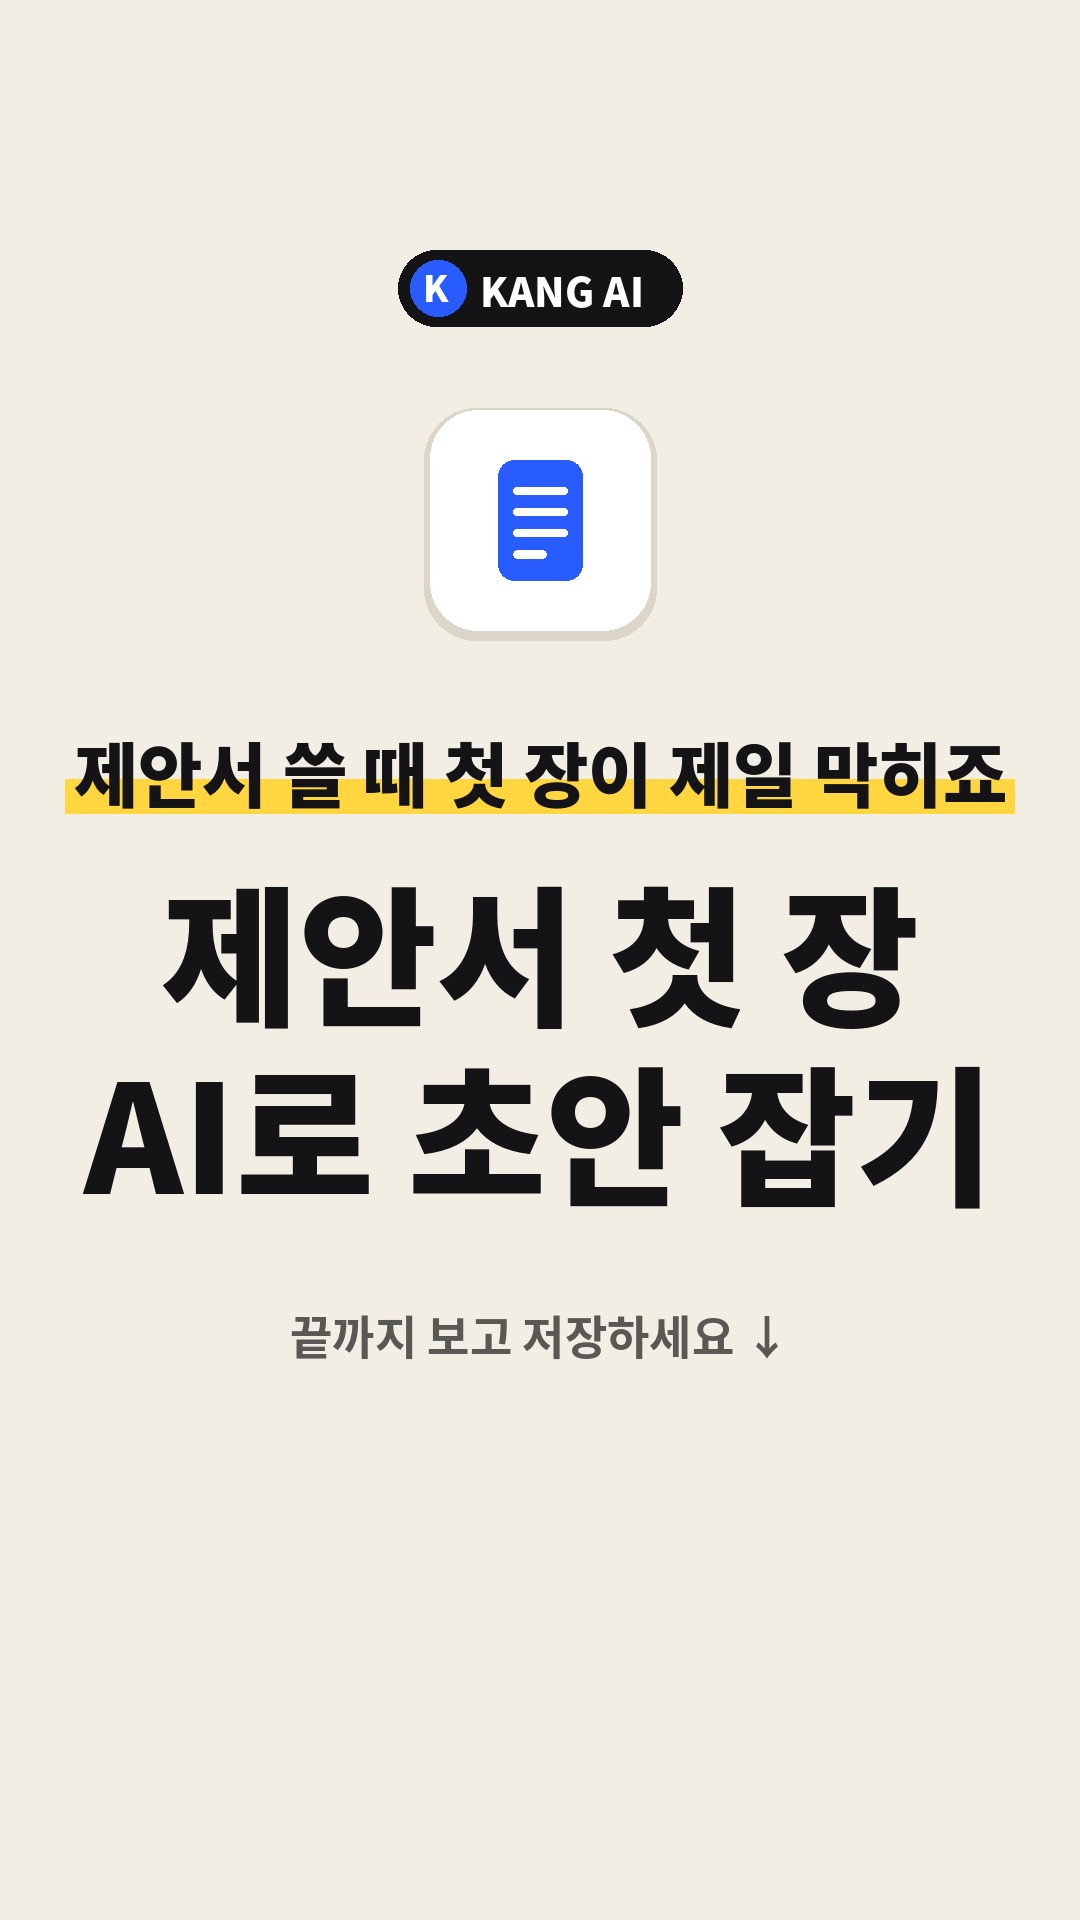 K KANG AI
제안서 쓸 때 첫 장이 제일 막히죠
제안서 첫 장
AI로 초안 잡기
끝까지 보고 저장하세요 ↓